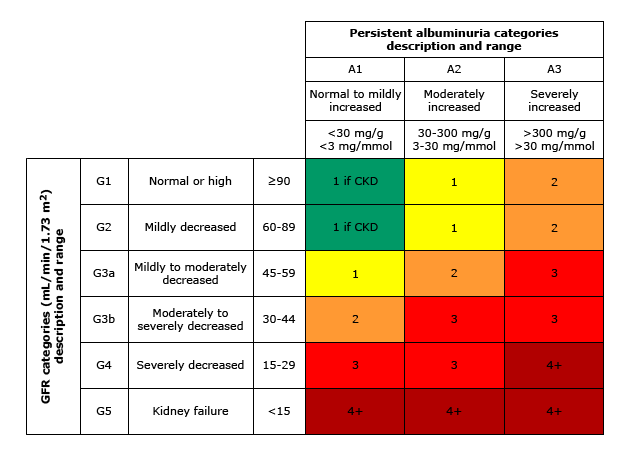 Persistent albuminuria categories
description and range
A1
A2
A3
Normal to mildly
increased
Moderately
increased
Severely
increased
<30 mg/g
<3 mg/mmol
30-300 mg/g
3-30 mg/mmol
>300 mg/g
>30 mg/mmol
GFR categories (mL/min/1.73 m²)
description and range
G1
Normal or high
≥90
1 if CKD
1
2
G2
Mildly decreased
60-89
1 if CKD
1
2
G3a
Mildly to moderately
decreased
45-59
1
2
3
G3b
Moderately to
severely decreased
30-44
2
3
3
G4
Severely decreased
15-29
3
3
4+
G5
Kidney failure
<15
4+
4+
4+